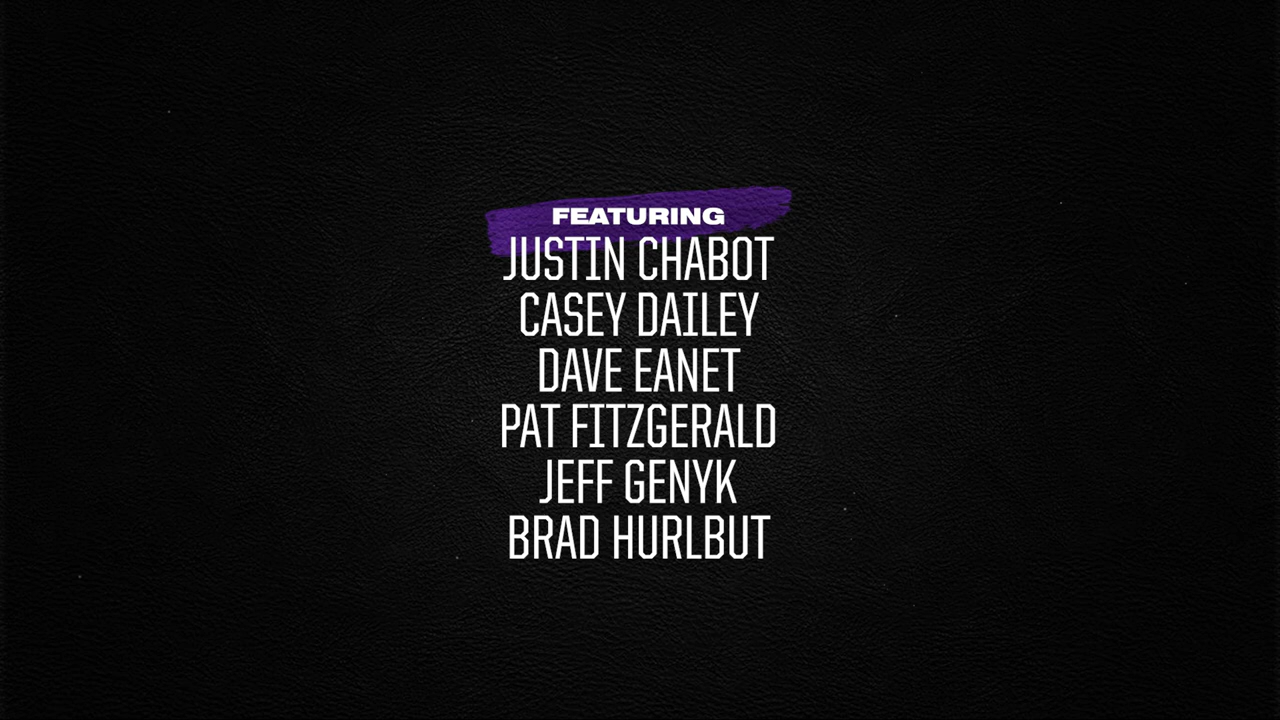 FEATURING
JUSTIN CHABOT
CASEY DAILEY
DAVE EANET
PAT FITZGERALD
JEFF GENYK
BRAD HURLBUT